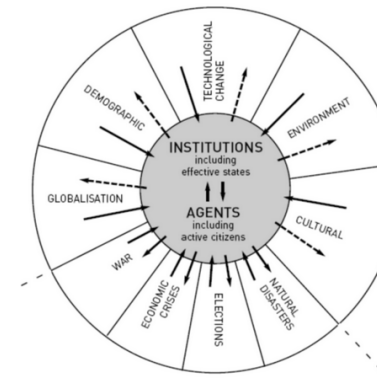 TECHNOLOGICAL
CHANGE
DEMOGRAPHIC
ENVIRONMENT
INSTITUTIONS
including
effective states
GLOBALISATION
AGENTS
including
active citizens
CULTURAL
WAR
ECONOMIC
CRISES
ELECTIONS
NATURAL
DISASTERS